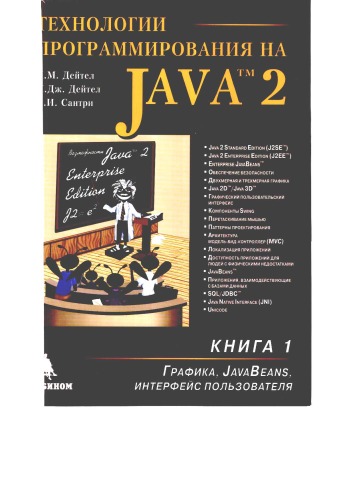 ТЕХНОЛОГИИ
ПРОГРАММИРОВАНИЯ НА
JAVA™ 2
.М. Дейтел
.Дж. Дейтел
.И. Сантри
Java 2
Enterprise
Edition
J2 = e²
• JAVA 2 STANDARD EDITION (J2SE™)
• JAVA 2 ENTERPRISE EDITION (J2EE™)
• ENTERPRISE JAVABEANS™
• ОБЕСПЕЧЕНИЕ БЕЗОПАСНОСТИ
• ДВУХМЕРНАЯ И ТРЕХМЕРНАЯ ГРАФИКА
• JAVA 2D™/JAVA 3D™
• ГРАФИЧЕСКИЙ ПОЛЬЗОВАТЕЛЬСКИЙ
ИНТЕРФЕЙС
• КОМПОНЕНТЫ SWING
• ПЕРЕТАСКИВАНИЕ МЫШЬЮ
• ПАТТЕРНЫ ПРОЕКТИРОВАНИЯ
• АРХИТЕКТУРА
МОДЕЛЬ-ВИД-КОНТРОЛЛЕР (MVC)
• ЛОКАЛИЗАЦИЯ ПРИЛОЖЕНИЙ
• ДОСТУПНОСТЬ ПРИЛОЖЕНИЙ ДЛЯ
ЛЮДЕЙ С ФИЗИЧЕСКИМИ НЕДОСТАТКАМИ
• JAVABEANS™
• ПРИЛОЖЕНИЯ, ВЗАИМОДЕЙСТВУЮЩИЕ
С БАЗАМИ ДАННЫХ
• SQL/JDBC™
• JAVA NATIVE INTERFACE (JNI)
• UNICODE
КНИГА 1
ГРАФИКА, JAVABEANS,
ИНТЕРФЕЙС ПОЛЬЗОВАТЕЛЯ
ИНОМ